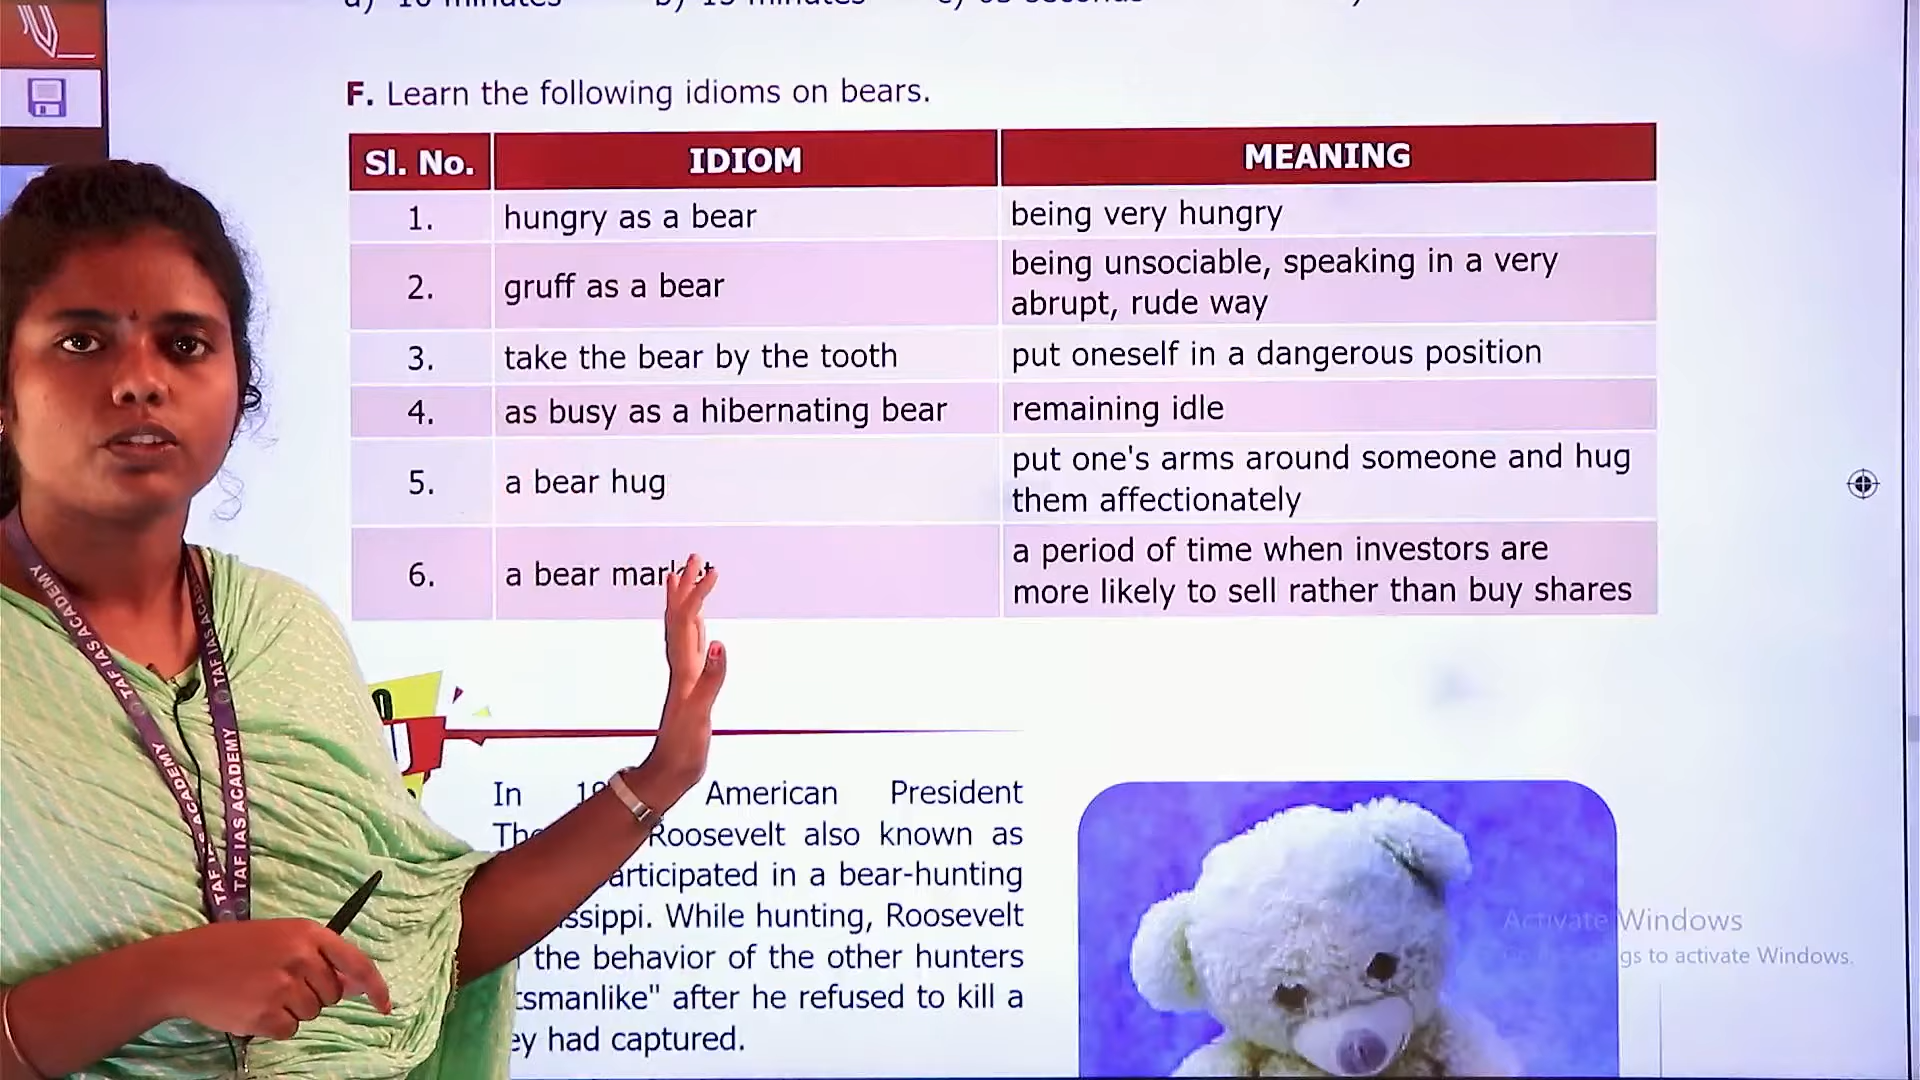 F. Learn the following idioms on bears.
Sl. No. IDIOM MEANING
1. hungry as a bear being very hungry
2. gruff as a bear being unsociable, speaking in a very
abrupt, rude way
3. take the bear by the tooth put oneself in a dangerous position
4. as busy as a hibernating bear remaining idle
5. a bear hug put one's arms around someone and hug
them affectionately
6. a bear market a period of time when investors are
more likely to sell rather than buy shares
In American President
Roosevelt also known as
in a bear-hunting
While hunting, Roosevelt
the behavior of the other hunters
after he refused to kill a
had captured.
Activate Windows
to activate Windows.
TAF IAS ACADEMY
TAF IAS ACADEMY